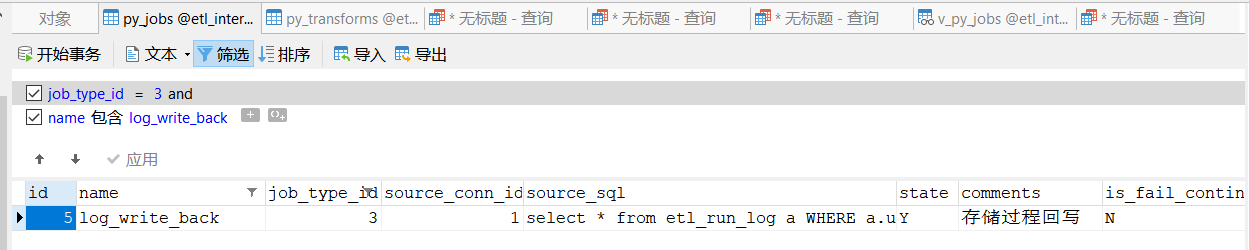 对象 py_jobs @etl_inter... py_transforms @et... * 无标题 - 查询 * 无标题 - 查询 * 无标题 - 查询 v_py_jobs @etl_int... * 无标题 - 查询
开始事务 文本 筛选 排序 导入 导出
job_type_id = 3 and
name 包含 log_write_back
应用
id name job_type_id source_conn_id source_sql state comments is_fail_contin
5 log_write_back 3 1 select * from etl_run_log a WHERE a.u Y 存储过程回写 N